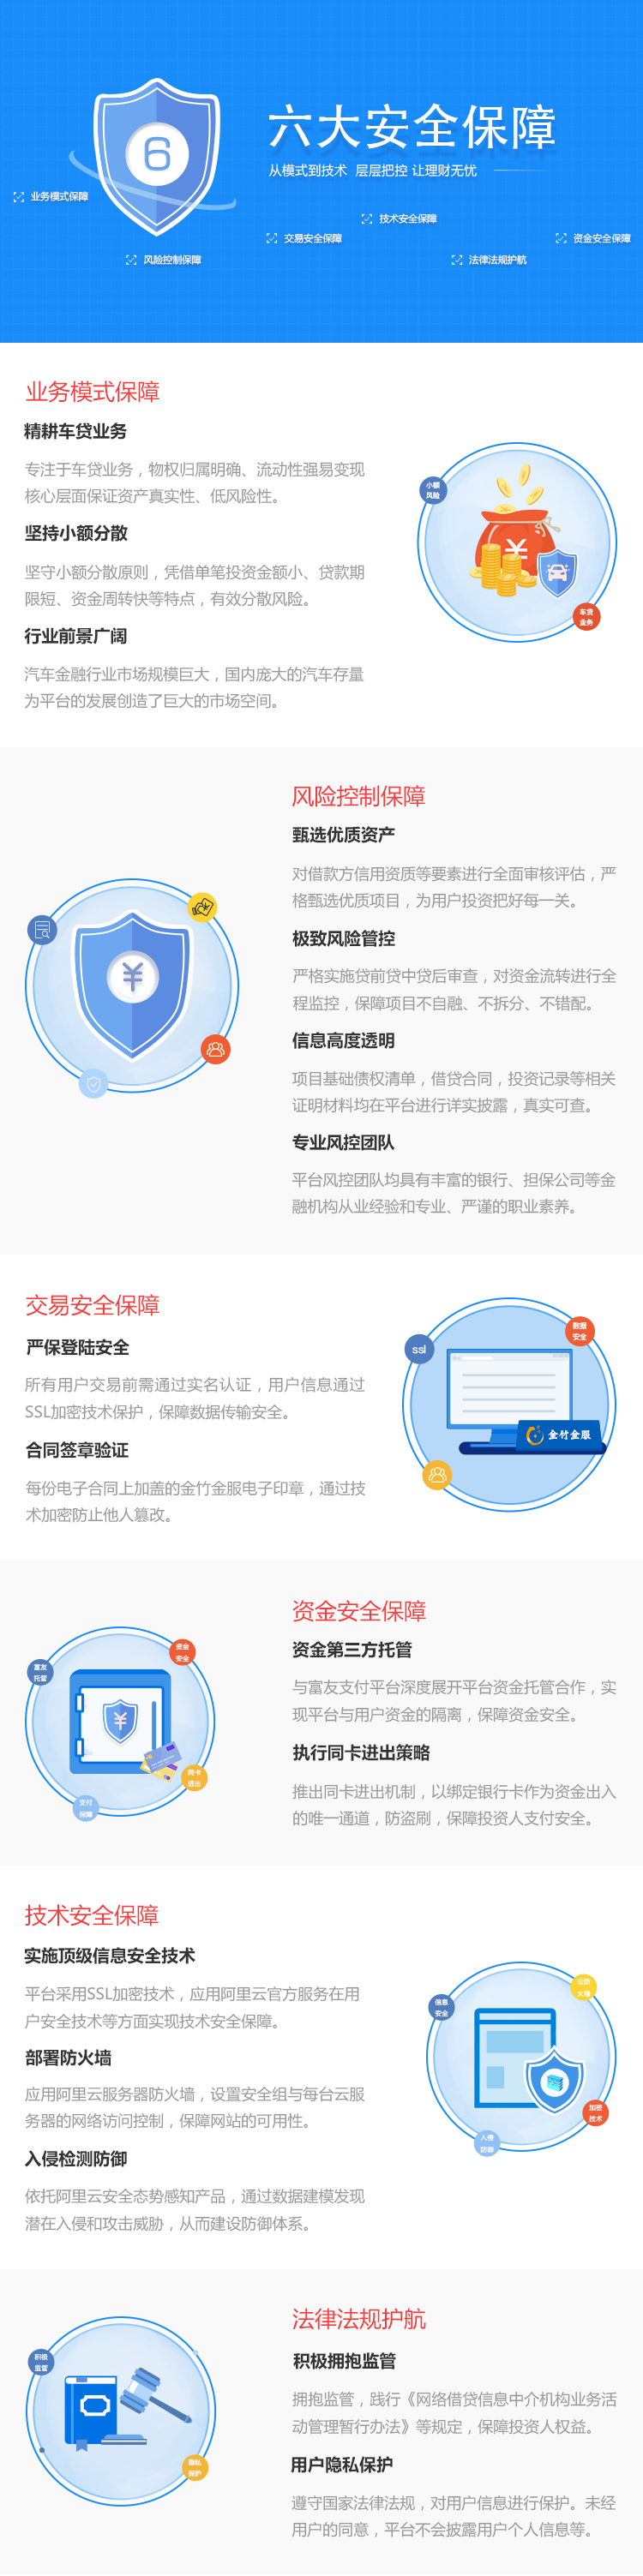 六大安全保障
从模式到技术 层层把控 让理财无忧
业务模式保障
技术安全保障
交易安全保障
资金安全保障
风险控制保障
法律法规护航
业务模式保障
精耕车贷业务
专注于车贷业务，物权归属明确、流动性强易变现
核心层面保证资产真实性、低风险性。
坚持小额分散
坚守小额分散原则，凭借单笔投资金额小、贷款期
限短、资金周转快等特点，有效分散风险。
行业前景广阔
汽车金融行业市场规模巨大，国内庞大的汽车存量
为平台的发展创造了巨大的市场空间。
小额
风险
车贷
业务
风险控制保障
甄选优质资产
对借款方信用资质等要素进行全面审核评估，严
格甄选优质项目，为用户投资把好每一关。
极致风险管控
严格实施贷前贷中贷后审查，对资金流转进行全
程监控，保障项目不自融、不拆分、不错配。
信息高度透明
项目基础债权清单，借贷合同，投资记录等相关
证明材料均在平台进行详实披露，真实可查。
专业风控团队
平台风控团队均具有丰富的银行、担保公司等金
融机构从业经验和专业、严谨的职业素养。
交易安全保障
严保登陆安全
所有用户交易前需通过实名认证，用户信息通过
SSL加密技术保护，保障数据传输安全。
合同签章验证
每份电子合同上加盖的金竹金服电子印章，通过技
术加密防止他人篡改。
数据
安全
ssl
金竹金服
资金安全保障
资金第三方托管
与富友支付平台深度展开平台资金托管合作，实
现平台与用户资金的隔离，保障资金安全。
执行同卡进出策略
推出同卡进出机制，以绑定银行卡作为资金出入
的唯一通道，防盗刷，保障投资人支付安全。
资金
安全
富友
托管
同卡
进出
支付
保障
技术安全保障
实施顶级信息安全技术
平台采用SSL加密技术，应用阿里云官方服务在用
户安全技术等方面实现技术安全保障。
部署防火墙
应用阿里云服务器防火墙，设置安全组与每台云服
务器的网络访问控制，保障网站的可用性。
入侵检测防御
依托阿里云安全态势感知产品，通过数据建模发现
潜在入侵和攻击威胁，从而建设防御体系。
云防
火墙
信息
安全
加密
技术
入侵
防御
法律法规护航
积极拥抱监管
拥抱监管，践行《网络借贷信息中介机构业务活
动管理暂行办法》等规定，保障投资人权益。
用户隐私保护
遵守国家法律法规，对用户信息进行保护。未经
用户的同意，平台不会披露用户个人信息等。
积极
监管
隐私
保护